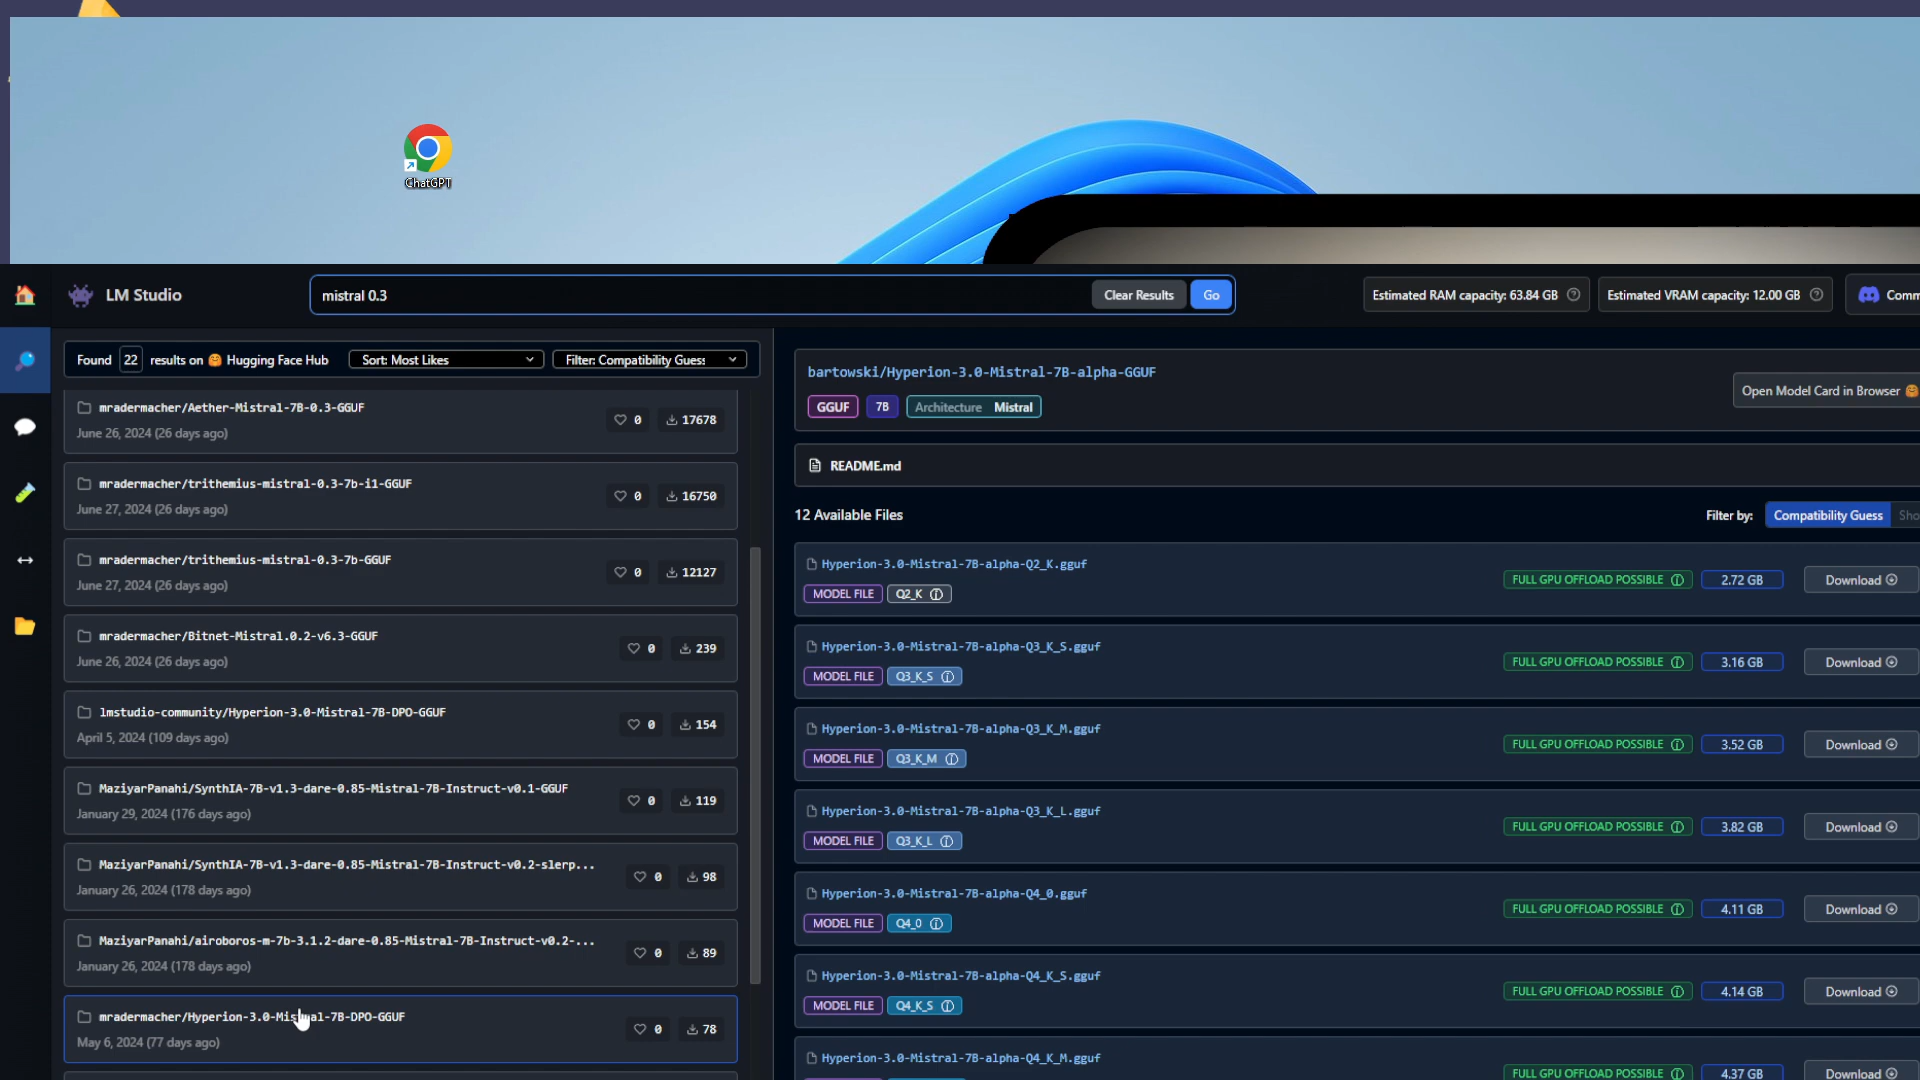 ChatGPT
LM Studio
mistral 0.3
Clear Results
Go
Estimated RAM capacity: 63.84 GB
Estimated VRAM capacity: 12.00 GB
Found 22 results on Hugging Face Hub
Sort: Most Likes
Filter: Compatibility Guess
mradermacher/Aether-Mistral-7B-0.3-GGUF
0
17678
June 26, 2024 (26 days ago)
mradermacher/trithemius-mistral-0.3-7b-i1-GGUF
0
16750
June 27, 2024 (26 days ago)
mradermacher/trithemius-mistral-0.3-7b-GGUF
0
12127
June 27, 2024 (26 days ago)
mradermacher/Bitnet-Mistral.0.2-v6.3-GGUF
0
239
June 26, 2024 (26 days ago)
lmstudio-community/Hyperion-3.0-Mistral-7B-DPO-GGUF
0
154
April 5, 2024 (109 days ago)
MaziyarPanahi/SynthIA-7B-v1.3-dare-0.85-Mistral-7B-Instruct-v0.1-GGUF
0
119
January 29, 2024 (176 days ago)
MaziyarPanahi/SynthIA-7B-v1.3-dare-0.85-Mistral-7B-Instruct-v0.2-slerp...
0
98
January 26, 2024 (178 days ago)
MaziyarPanahi/airoboros-m-7b-3.1.2-dare-0.85-Mistral-7B-Instruct-v0.2-...
0
89
January 26, 2024 (178 days ago)
mradermacher/Hyperion-3.0-Mistral-7B-DPO-GGUF
0
78
May 6, 2024 (77 days ago)
bartowski/Hyperion-3.0-Mistral-7B-alpha-GGUF
GGUF
7B
Architecture Mistral
Open Model Card in Browser
README.md
12 Available Files
Filter by:
Compatibility Guess
Hyperion-3.0-Mistral-7B-alpha-Q2_K.gguf
MODEL FILE
Q2_K
FULL GPU OFFLOAD POSSIBLE
2.72 GB
Download
Hyperion-3.0-Mistral-7B-alpha-Q3_K_S.gguf
MODEL FILE
Q3_K_S
FULL GPU OFFLOAD POSSIBLE
3.16 GB
Download
Hyperion-3.0-Mistral-7B-alpha-Q3_K_M.gguf
MODEL FILE
Q3_K_M
FULL GPU OFFLOAD POSSIBLE
3.52 GB
Download
Hyperion-3.0-Mistral-7B-alpha-Q3_K_L.gguf
MODEL FILE
Q3_K_L
FULL GPU OFFLOAD POSSIBLE
3.82 GB
Download
Hyperion-3.0-Mistral-7B-alpha-Q4_0.gguf
MODEL FILE
Q4_0
FULL GPU OFFLOAD POSSIBLE
4.11 GB
Download
Hyperion-3.0-Mistral-7B-alpha-Q4_K_S.gguf
MODEL FILE
Q4_K_S
FULL GPU OFFLOAD POSSIBLE
4.14 GB
Download
Hyperion-3.0-Mistral-7B-alpha-Q4_K_M.gguf
FULL GPU OFFLOAD POSSIBLE
4.37 GB
Download